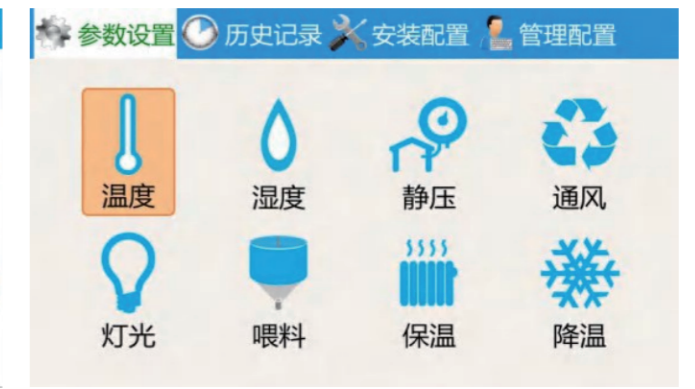 参数设置 历史记录 安装配置 管理配置
温度 湿度 静压 通风
灯光 喂料 保温 降温